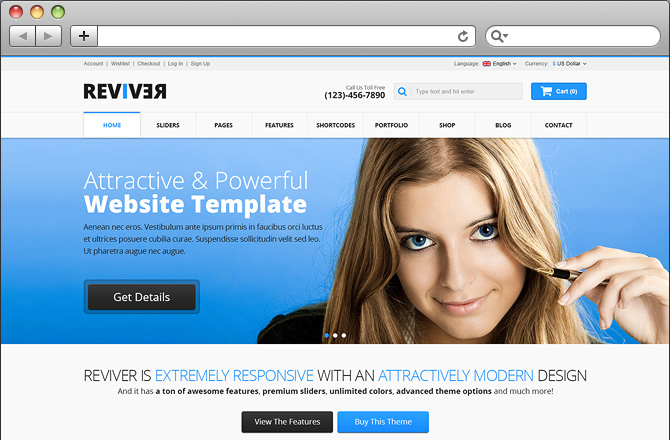 Account | Wishlist | Checkout | Log In | Sign Up
Language: English Currency: $ US Dollar
REVIVER
Call Us Toll Free
(123)-456-7890
Type text and hit enter
Cart (0)
HOME SLIDERS PAGES FEATURES SHORTCODES PORTFOLIO SHOP BLOG CONTACT
Attractive & Powerful
Website Template
Aenean nec eros. Vestibulum ante ipsum primis in faucibus orci luctus
et ultrices posuere cubilia curae. Suspendisse sollicitudin velit sed leo.
Ut pharetra augue nec augue.
Get Details
REVIVER IS EXTREMELY RESPONSIVE WITH AN ATTRACTIVELY MODERN DESIGN
And it has a ton of awesome features, premium sliders, unlimited colors, advanced theme options and much more!
View The Features
Buy This Theme